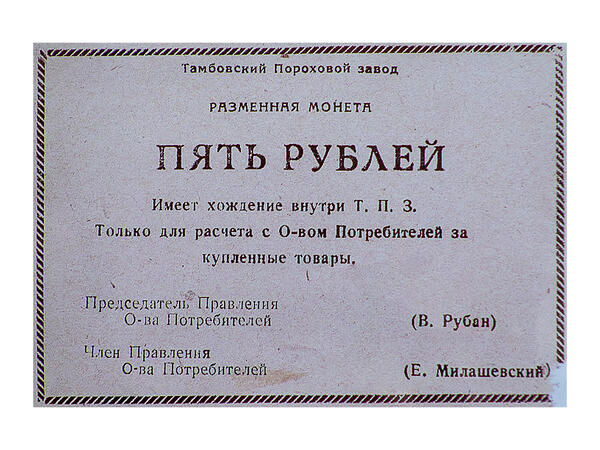 Тамбовский Пороховой завод
РАЗМЕННАЯ МОНЕТА
ПЯТЬ РУБЛЕЙ
Имеет хождение внутри Т. П. З.
Только для расчета с О-вом Потребителей за
купленные товары.
Председатель Правления
О-ва Потребителей (В. Рубан)
Член Правления
О-ва Потребителей (Е. Милашевский)